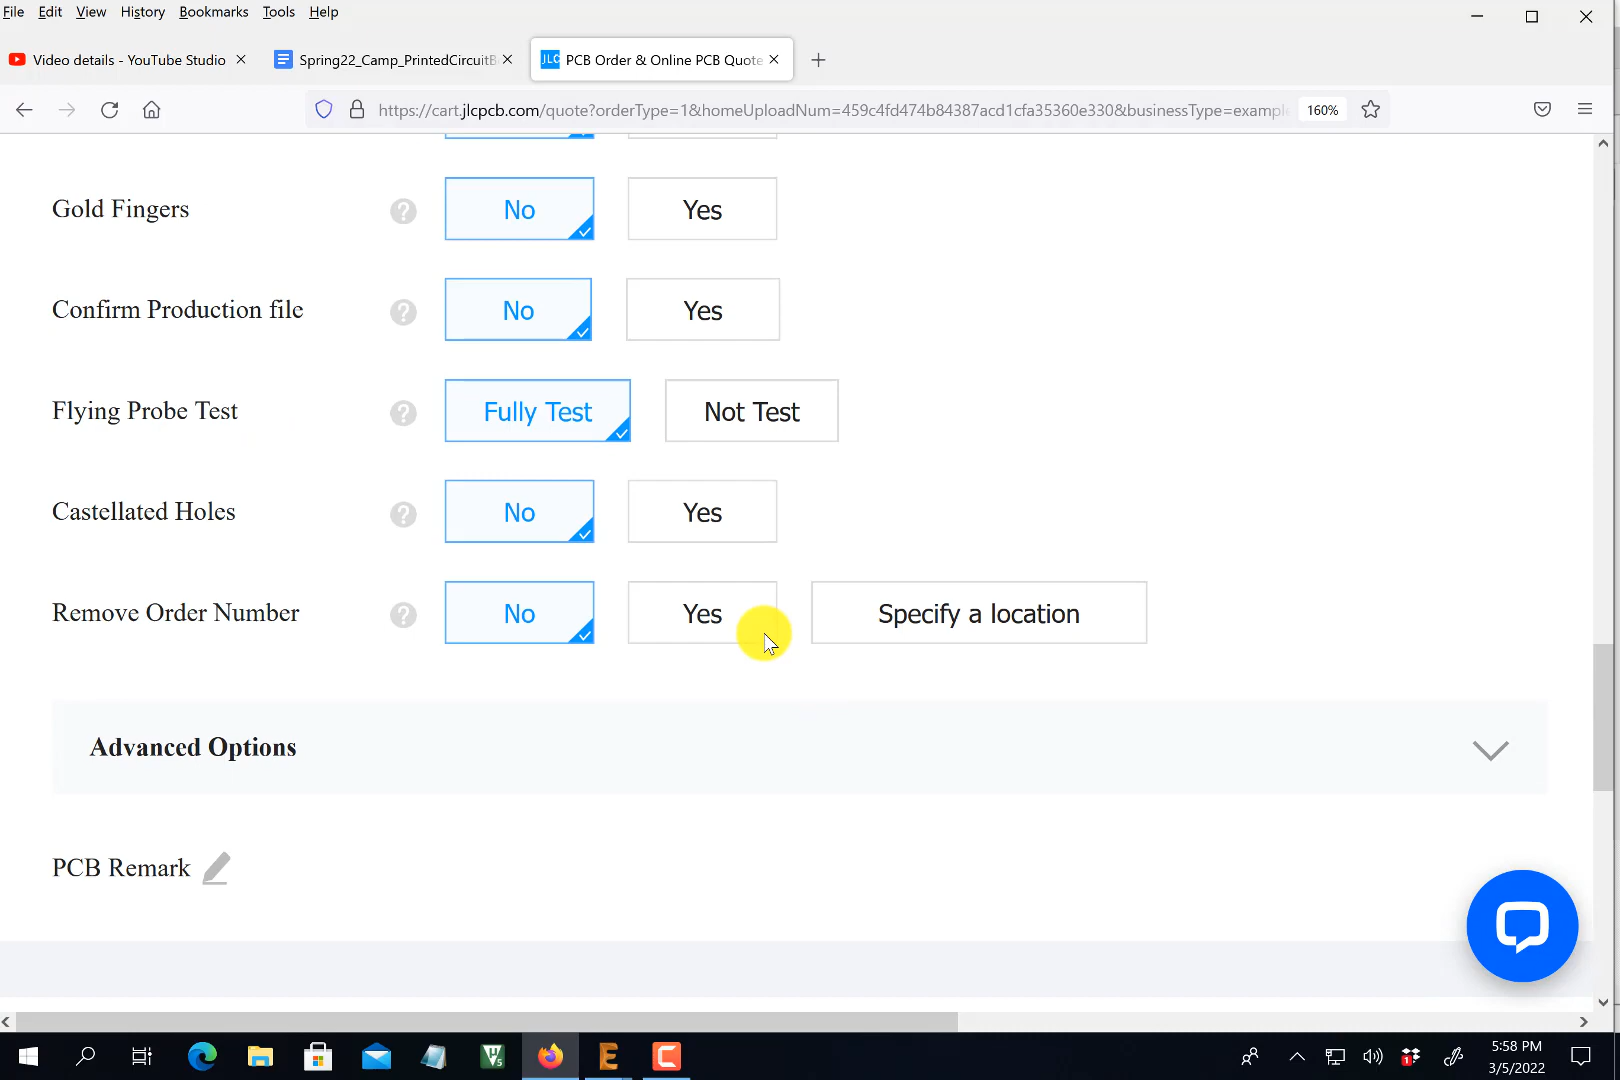 File Edit View History Bookmarks Tools Help
Video details - YouTube Studio
Spring22_Camp_PrintedCircuitB
JLC PCB Order & Online PCB Quote
https://cart.jlcpcb.com/quote?orderType=1&homeUploadNum=459c4fd474b84387acd1cfa35360e330&businessType=example
160%
Gold Fingers ? No Yes
Confirm Production file ? No Yes
Flying Probe Test ? Fully Test Not Test
Castellated Holes ? No Yes
Remove Order Number ? No Yes Specify a location
Advanced Options
PCB Remark
5:58 PM
3/5/2022